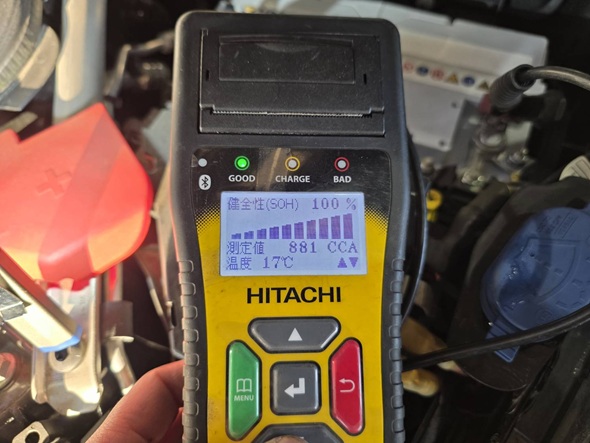 GOOD CHARGE BAD
健全性(SOH) 100 %
測定値 881 CCA
温度 17℃ ▲▼
HITACHI
MENU